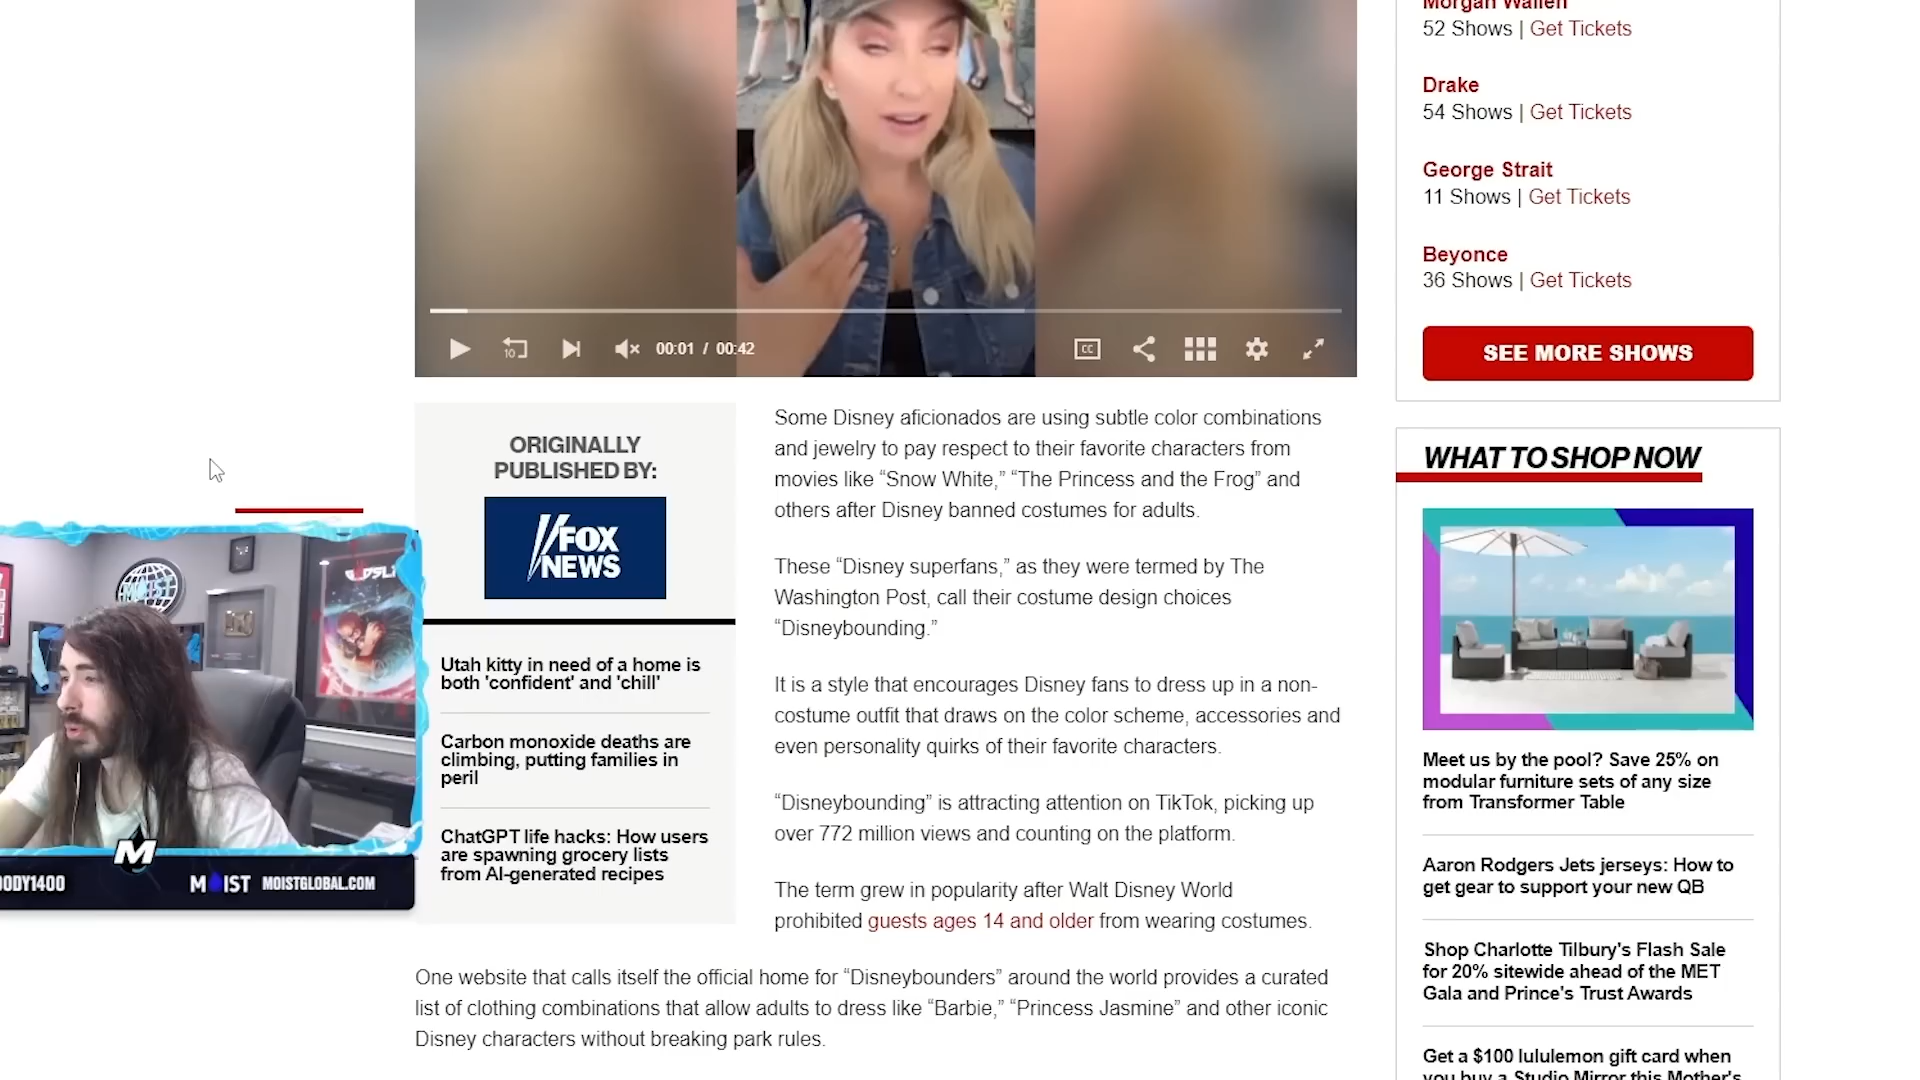 Morgan Wallen
52 Shows | Get Tickets
Drake
54 Shows | Get Tickets
George Strait
11 Shows | Get Tickets
Beyonce
36 Shows | Get Tickets
SEE MORE SHOWS
10
00:01 / 00:42
CC
ORIGINALLY
PUBLISHED BY:
FOX
NEWS
Utah kitty in need of a home is
both 'confident' and 'chill'
Carbon monoxide deaths are
climbing, putting families in
peril
ChatGPT life hacks: How users
are spawning grocery lists
from AI-generated recipes
Some Disney aficionados are using subtle color combinations
and jewelry to pay respect to their favorite characters from
movies like “Snow White,” “The Princess and the Frog” and
others after Disney banned costumes for adults.
These “Disney superfans,” as they were termed by The
Washington Post, call their costume design choices
“Disneybounding.”
It is a style that encourages Disney fans to dress up in a non-
costume outfit that draws on the color scheme, accessories and
even personality quirks of their favorite characters.
“Disneybounding” is attracting attention on TikTok, picking up
over 772 million views and counting on the platform.
The term grew in popularity after Walt Disney World
prohibited guests ages 14 and older from wearing costumes.
One website that calls itself the official home for “Disneybounders” around the world provides a curated
list of clothing combinations that allow adults to dress like “Barbie,” “Princess Jasmine” and other iconic
Disney characters without breaking park rules.
WHAT TO SHOP NOW
Meet us by the pool? Save 25% on
modular furniture sets of any size
from Transformer Table
Aaron Rodgers Jets jerseys: How to
get gear to support your new QB
Shop Charlotte Tilbury's Flash Sale
for 20% sitewide ahead of the MET
Gala and Prince's Trust Awards
Get a $100 lululemon gift card when
you buy a Studio Mirror this Mother's
MOIST
M
OODY1400
MOIST MOISTGLOBAL.COM